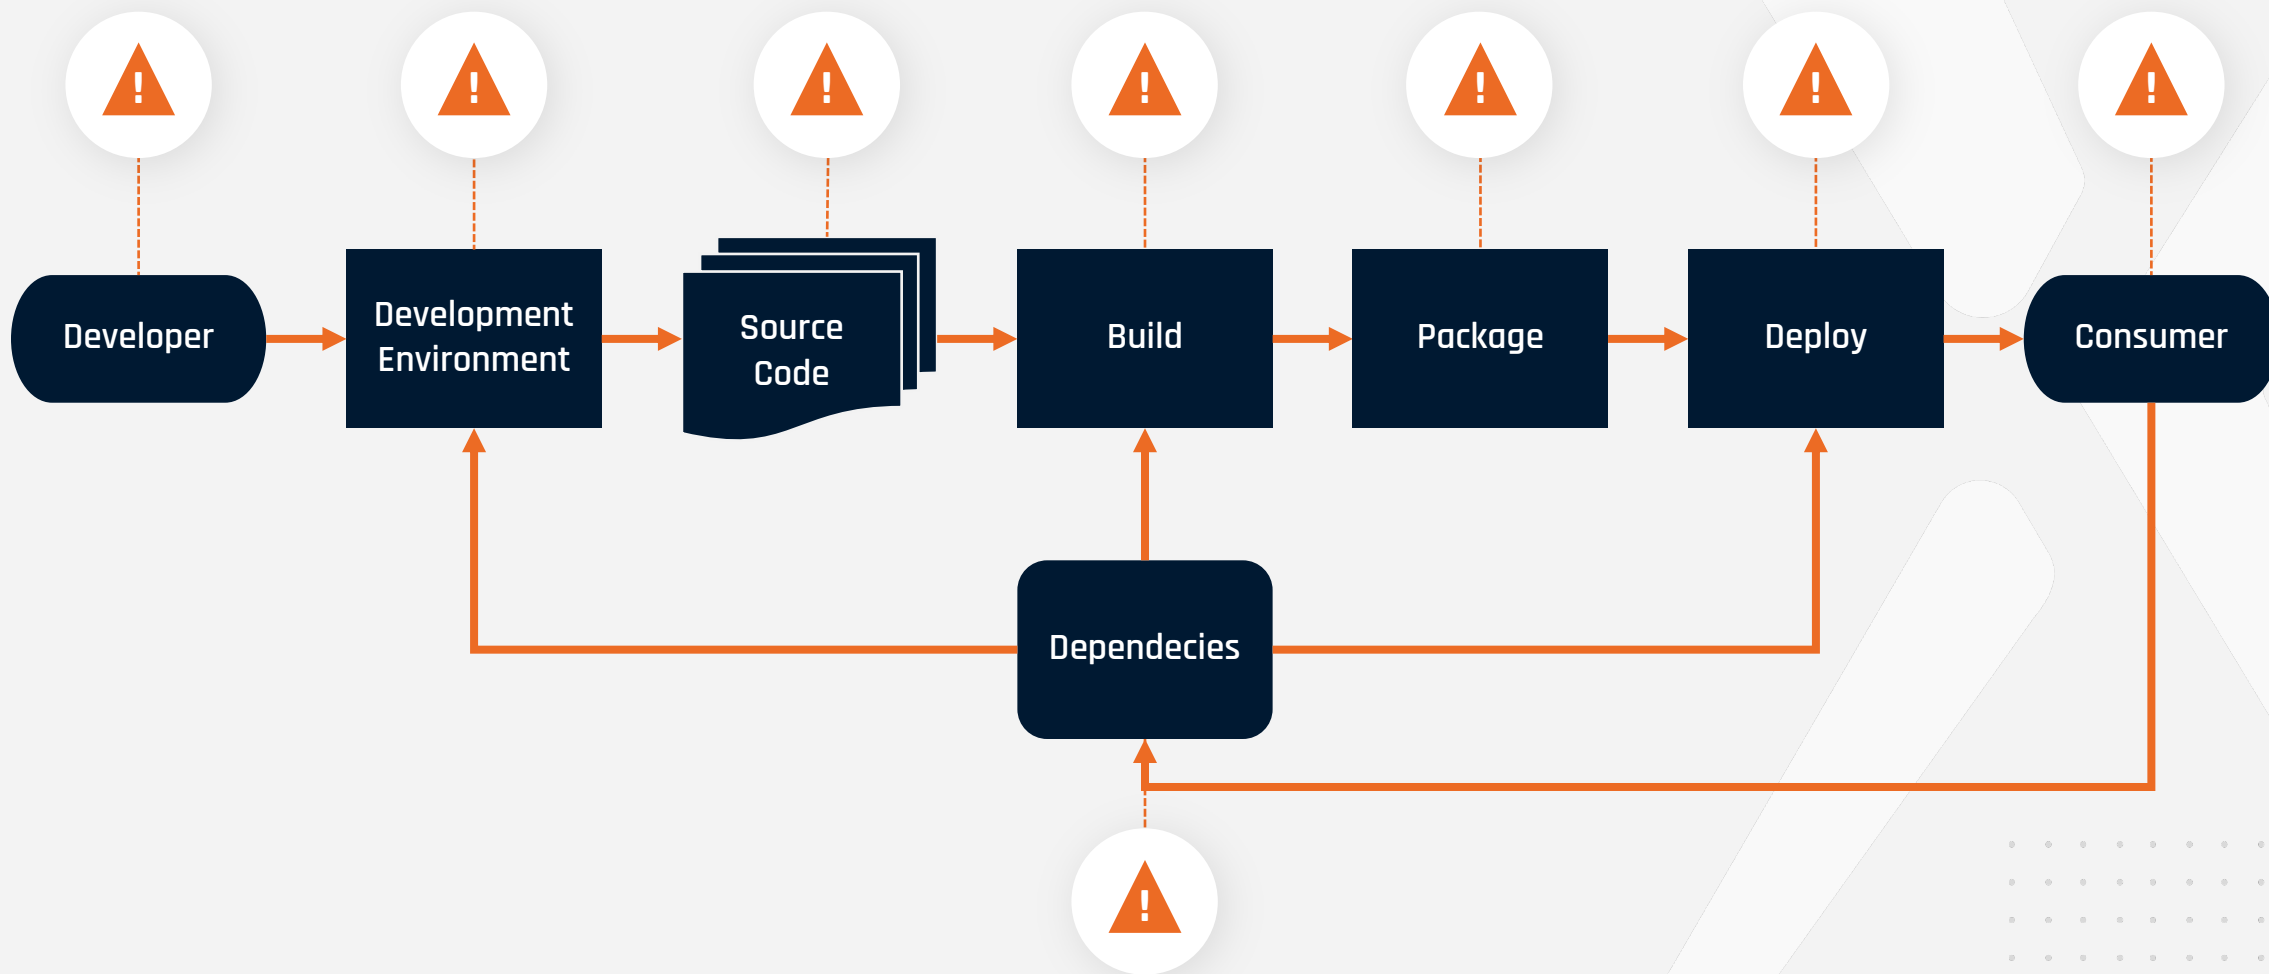 !
!
!
!
!
!
!
Developer
Development
Environment
Source
Code
Build
Package
Deploy
Consumer
Dependecies
!